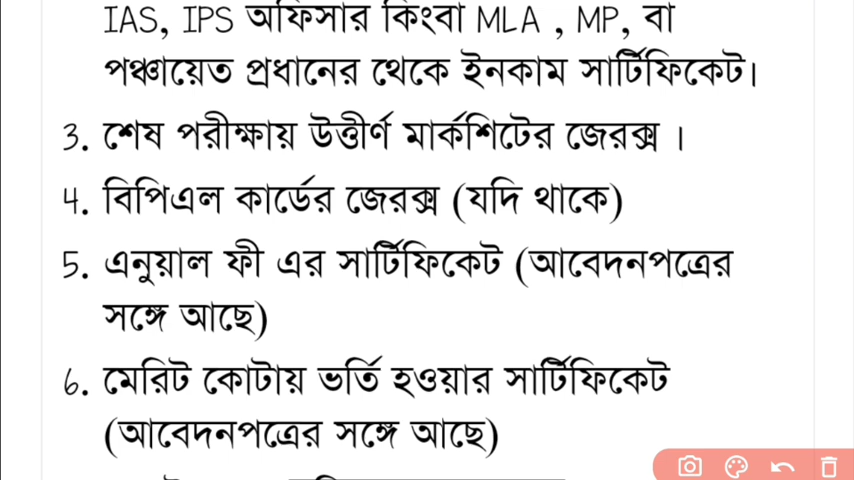 IAS, IPS অফিসার কিংবা MLA , MP, বা
পঞ্চায়েত প্রধানের থেকে ইনকাম সার্টিফিকেট।
3. শেষ পরীক্ষায় উত্তীর্ণ মার্কশিটের জেরক্স ।
4. বিপিএল কার্ডের জেরক্স (যদি থাকে)
5. এনুয়াল ফী এর সার্টিফিকেট (আবেদনপত্রের
সঙ্গে আছে)
6. মেরিট কোটায় ভর্তি হওয়ার সার্টিফিকেট
(আবেদনপত্রের সঙ্গে আছে)